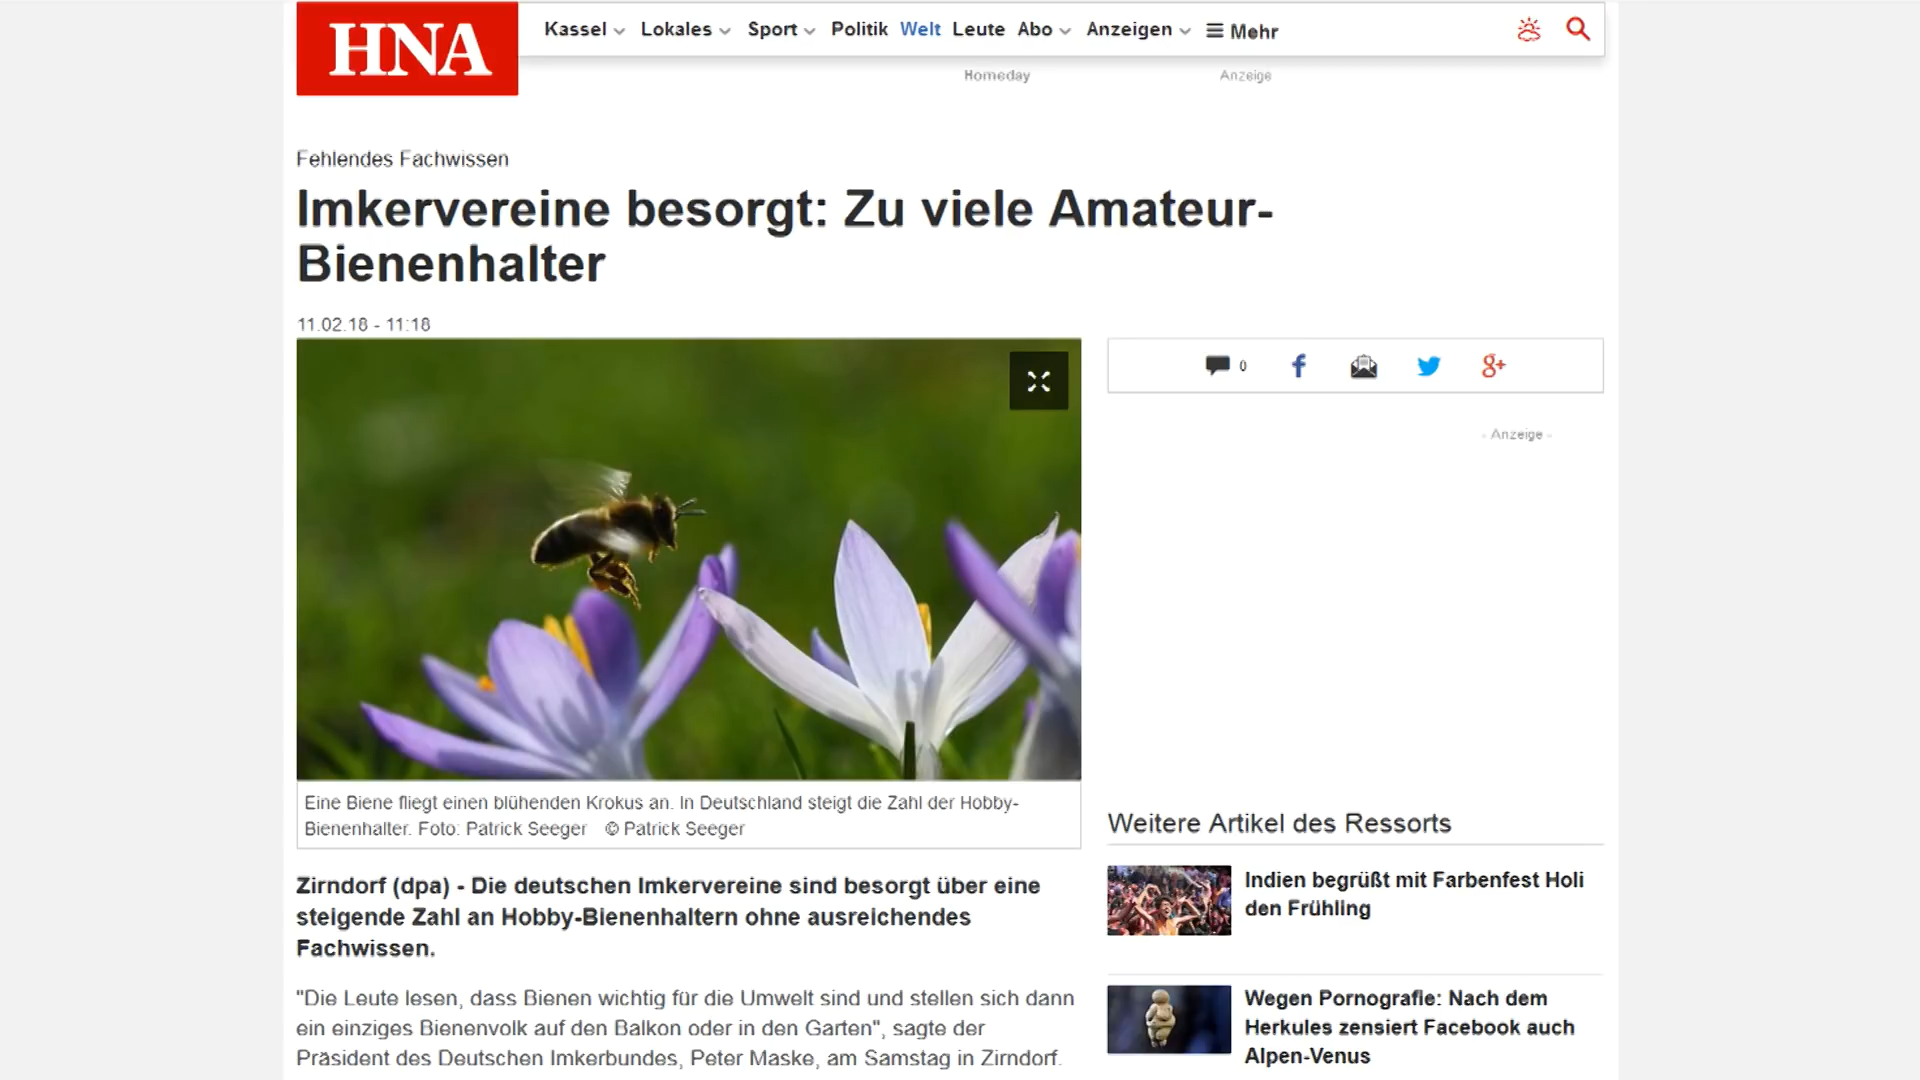 HNA
Kassel Lokales Sport Politik Welt Leute Abo Anzeigen Mehr
Homeday Anzeige
Fehlendes Fachwissen
Imkervereine besorgt: Zu viele Amateur-
Bienenhalter
11.02.18 - 11:18
0 f g+
- Anzeige -
Eine Biene fliegt einen blühenden Krokus an. In Deutschland steigt die Zahl der Hobby-
Bienenhalter. Foto: Patrick Seeger © Patrick Seeger
Zirndorf (dpa) - Die deutschen Imkervereine sind besorgt über eine
steigende Zahl an Hobby-Bienenhaltern ohne ausreichendes
Fachwissen.
"Die Leute lesen, dass Bienen wichtig für die Umwelt sind und stellen sich dann
ein einziges Bienenvolk auf den Balkon oder in den Garten", sagte der
Präsident des Deutschen Imkerbundes, Peter Maske, am Samstag in Zirndorf.
Weitere Artikel des Ressorts
Indien begrüßt mit Farbenfest Holi
den Frühling
Wegen Pornografie: Nach dem
Herkules zensiert Facebook auch
Alpen-Venus